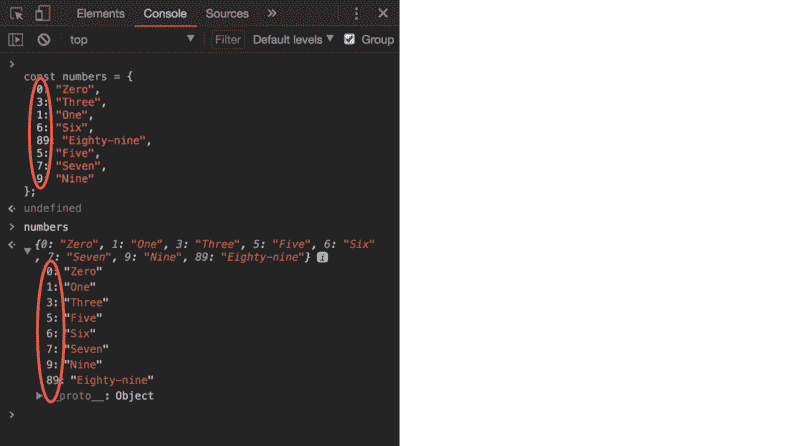 Elements Console Sources »
top Filter Default levels Group
>
const numbers = {
0: "Zero",
3: "Three",
1: "One",
6: "Six",
89: "Eighty-nine",
5: "Five",
7: "Seven",
9: "Nine"
};
undefined
> numbers
{0: "Zero", 1: "One", 3: "Three", 5: "Five", 6: "Six"
, 7: "Seven", 9: "Nine", 89: "Eighty-nine"} i
0: "Zero"
1: "One"
3: "Three"
5: "Five"
6: "Six"
7: "Seven"
9: "Nine"
89: "Eighty-nine"
__proto__: Object
>